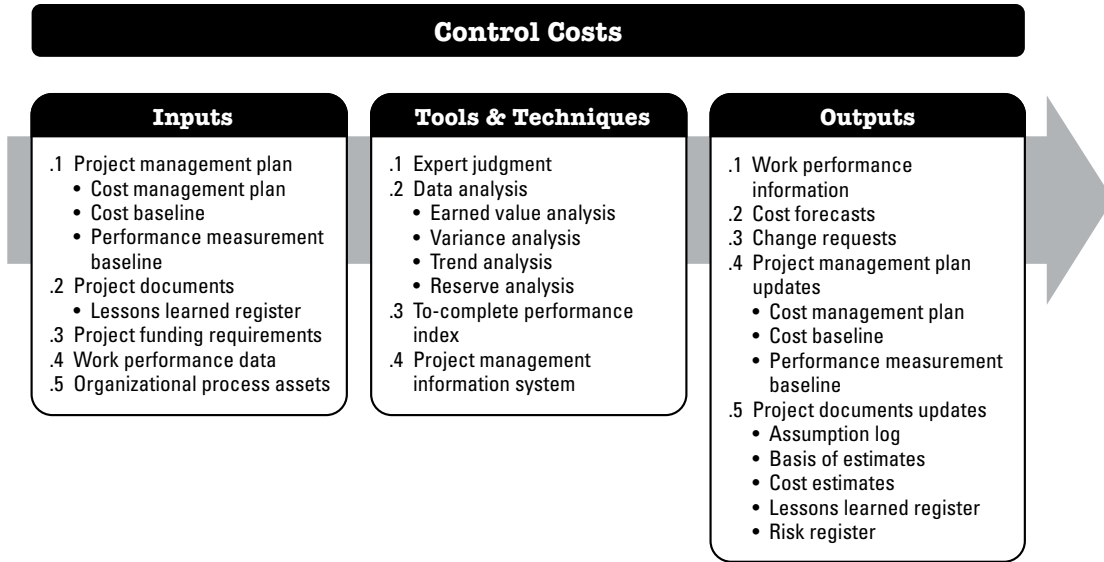 Control Costs
Inputs
.1 Project management plan
• Cost management plan
• Cost baseline
• Performance measurement
baseline
.2 Project documents
• Lessons learned register
.3 Project funding requirements
.4 Work performance data
.5 Organizational process assets
Tools & Techniques
.1 Expert judgment
.2 Data analysis
• Earned value analysis
• Variance analysis
• Trend analysis
• Reserve analysis
.3 To-complete performance
index
.4 Project management
information system
Outputs
.1 Work performance
information
.2 Cost forecasts
.3 Change requests
.4 Project management plan
updates
• Cost management plan
• Cost baseline
• Performance measurement
baseline
.5 Project documents updates
• Assumption log
• Basis of estimates
• Cost estimates
• Lessons learned register
• Risk register